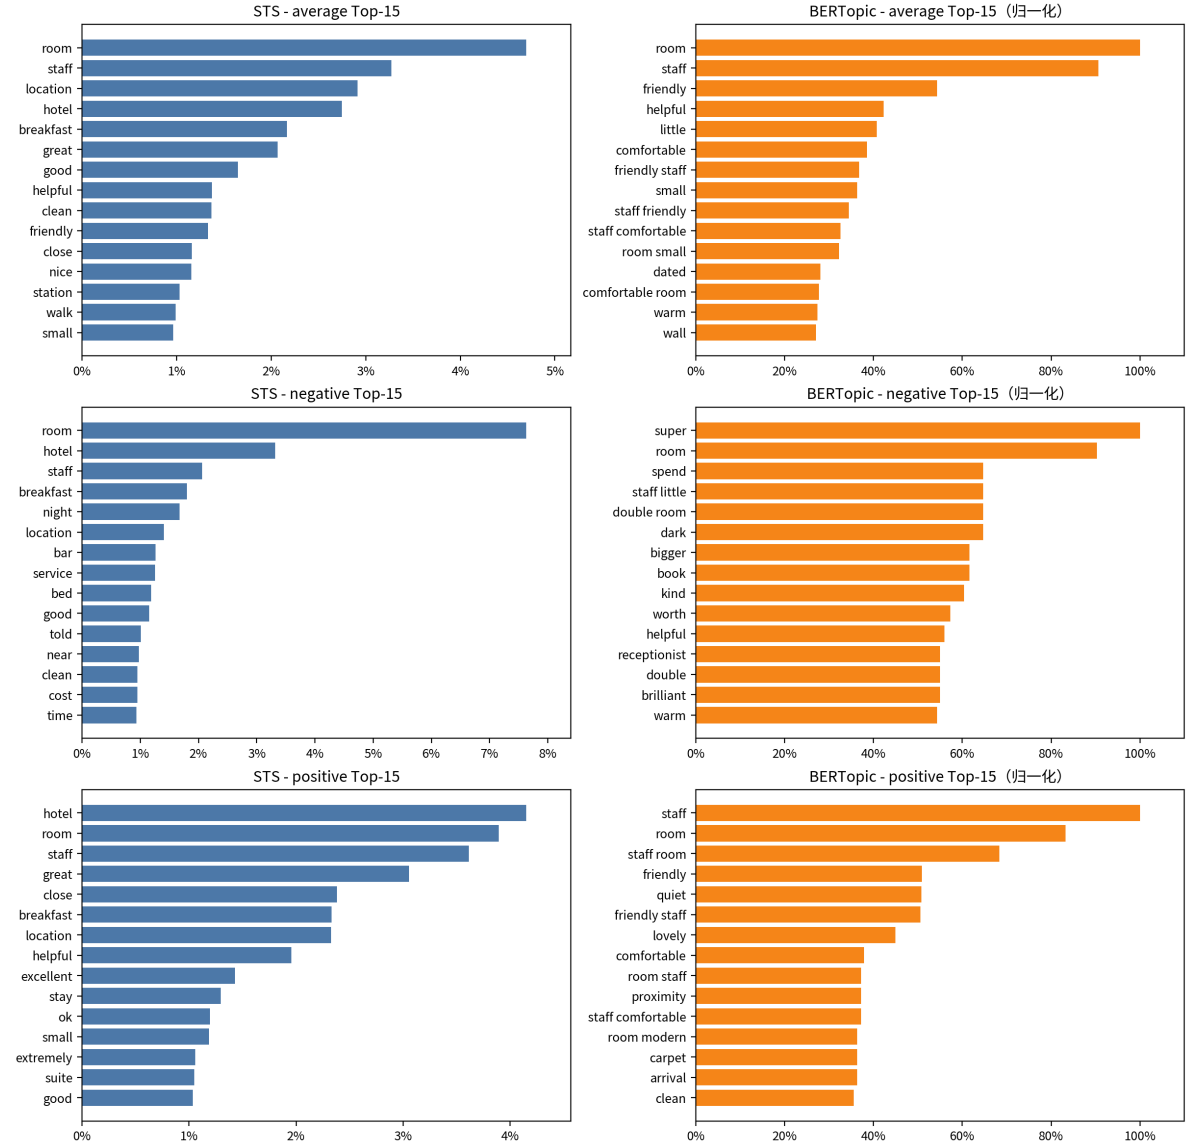 STS - average Top-15
room
staff
location
hotel
breakfast
great
good
helpful
clean
friendly
close
nice
station
walk
small
0% 1% 2% 3% 4% 5%
BERTopic - average Top-15（归一化）
room
staff
friendly
helpful
little
comfortable
friendly staff
small
staff friendly
staff comfortable
room small
dated
comfortable room
warm
wall
0% 20% 40% 60% 80% 100%
STS - negative Top-15
room
hotel
staff
breakfast
night
location
bar
service
bed
good
told
near
clean
cost
time
0% 1% 2% 3% 4% 5% 6% 7% 8%
BERTopic - negative Top-15（归一化）
super
room
spend
staff little
double room
dark
bigger
book
kind
worth
helpful
receptionist
double
brilliant
warm
0% 20% 40% 60% 80% 100%
STS - positive Top-15
hotel
room
staff
great
close
breakfast
location
helpful
excellent
stay
ok
small
extremely
suite
good
0% 1% 2% 3% 4%
BERTopic - positive Top-15（归一化）
staff
room
staff room
friendly
quiet
friendly staff
lovely
comfortable
room staff
proximity
staff comfortable
room modern
carpet
arrival
clean
0% 20% 40% 60% 80% 100%